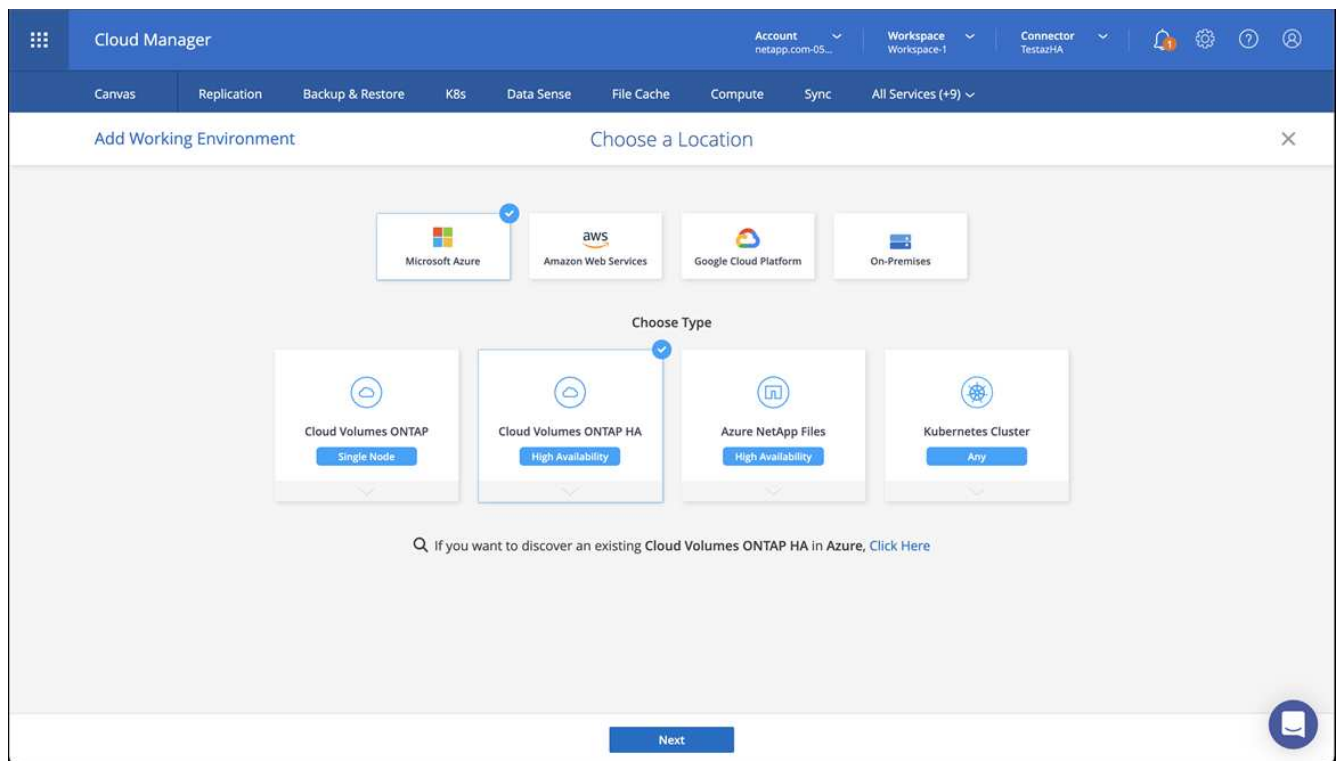 Cloud Manager
Account
netapp.com-05...
Workspace
Workspace-1
Connector
TestazHA
1
Canvas
Replication
Backup & Restore
K8s
Data Sense
File Cache
Compute
Sync
All Services (+9)
Add Working Environment
Choose a Location
Microsoft Azure
aws
Amazon Web Services
Google Cloud Platform
On-Premises
Choose Type
Cloud Volumes ONTAP
Single Node
Cloud Volumes ONTAP HA
High Availability
Azure NetApp Files
High Availability
Kubernetes Cluster
Any
If you want to discover an existing Cloud Volumes ONTAP HA in Azure, Click Here
Next